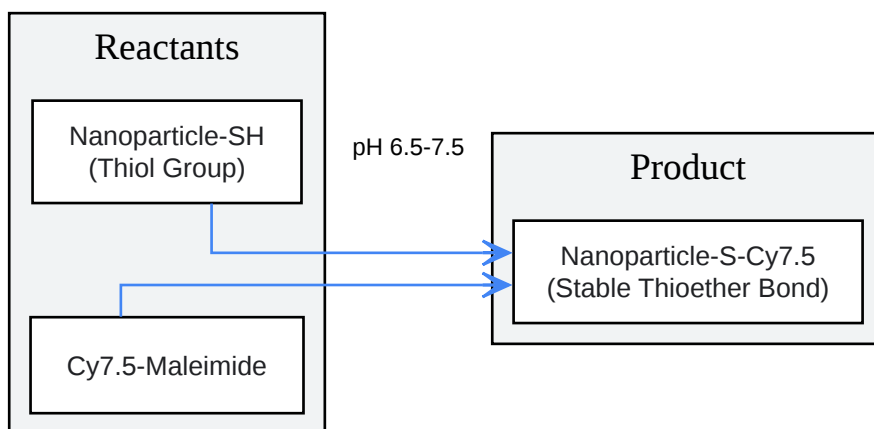 Reactants
Nanoparticle-SH
(Thiol Group)
Cy7.5-Maleimide
pH 6.5-7.5
Product
Nanoparticle-S-Cy7.5
(Stable Thioether Bond)